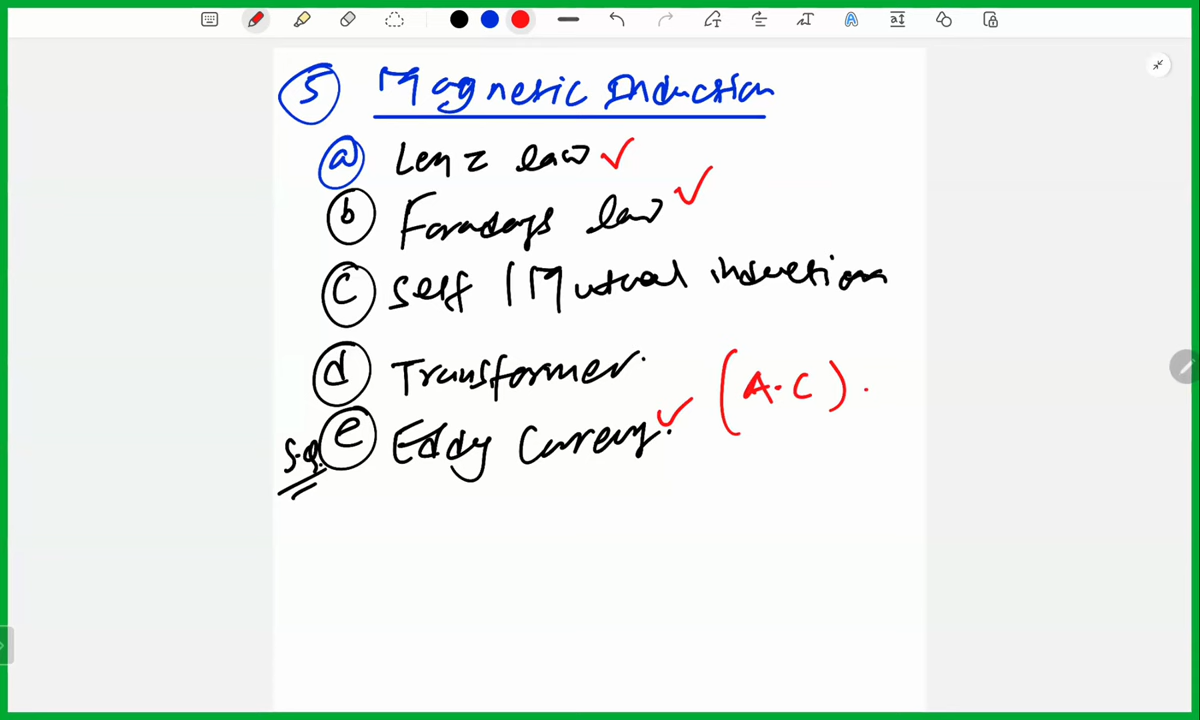 5 Magnetic Induction
a Lenz law ✓
b Faradays law ✓
c Self / Mutual induction
d Transformer. (A.C).
S.Q. e Eddy Current. ✓